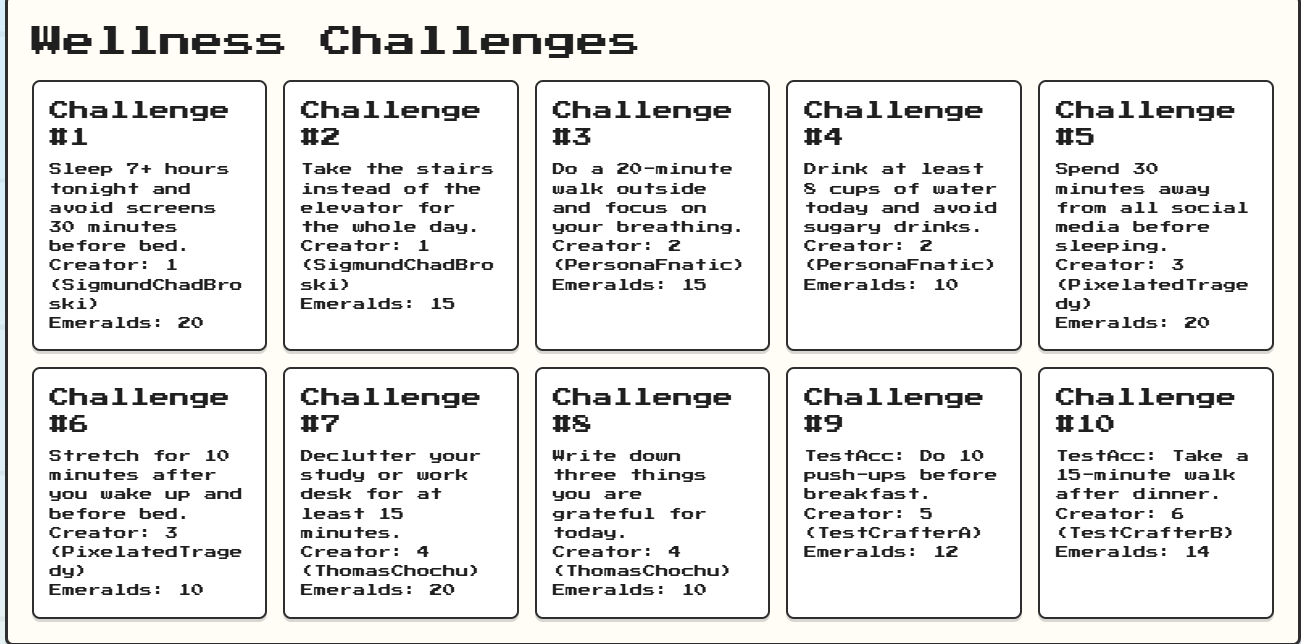 Wellness Challenges
Challenge
#1
Sleep 7+ hours
tonight and
avoid screens
30 minutes
before bed.
Creator: 1
(SigmundChadBro
ski)
Emeralds: 20
Challenge
#2
Take the stairs
instead of the
elevator for
the whole day.
Creator: 1
(SigmundChadBro
ski)
Emeralds: 15
Challenge
#3
Do a 20-minute
walk outside
and focus on
your breathing.
Creator: 2
(PersonaFnatic)
Emeralds: 15
Challenge
#4
Drink at least
8 cups of water
today and avoid
sugary drinks.
Creator: 2
(PersonaFnatic)
Emeralds: 10
Challenge
#5
Spend 30
minutes away
from all social
media before
sleeping.
Creator: 3
(PixelatedTrage
dy)
Emeralds: 20
Challenge
#6
Stretch for 10
minutes after
you wake up and
before bed.
Creator: 3
(PixelatedTrage
dy)
Emeralds: 10
Challenge
#7
Declutter your
study or work
desk for at
least 15
minutes.
Creator: 4
(ThomasChochu)
Emeralds: 20
Challenge
#8
Write down
three things
you are
grateful for
today.
Creator: 4
(ThomasChochu)
Emeralds: 10
Challenge
#9
TestAcc: Do 10
push-ups before
breakfast.
Creator: 5
(TestCrafterA)
Emeralds: 12
Challenge
#10
TestAcc: Take a
15-minute walk
after dinner.
Creator: 6
(TestCrafterB)
Emeralds: 14